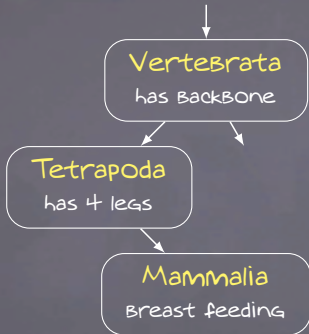 Vertebrata
has backbone
Tetrapoda
has 4 legs
Mammalia
Breast feeding